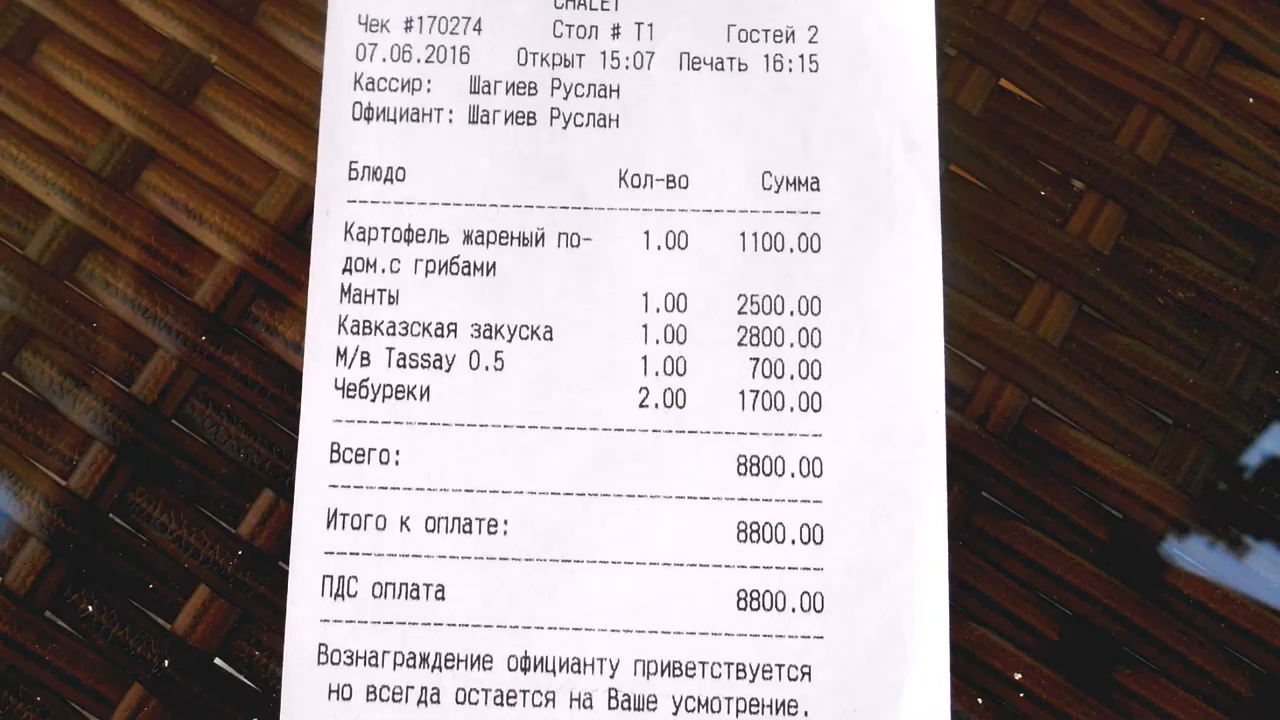 CHALET
Чек #170274 Стол # Т1 Гостей 2
07.06.2016 Открыт 15:07 Печать 16:15
Кассир: Шагиев Руслан
Официант: Шагиев Руслан
Блюдо Кол-во Сумма
Картофель жареный по- 1.00 1100.00
дом.с грибами
Манты 1.00 2500.00
Кавказская закуска 1.00 2800.00
М/в Tassay 0.5 1.00 700.00
Чебуреки 2.00 1700.00
Всего: 8800.00
Итого к оплате: 8800.00
ПДС оплата 8800.00
Вознаграждение официанту приветствуется
но всегда остается на Ваше усмотрение.